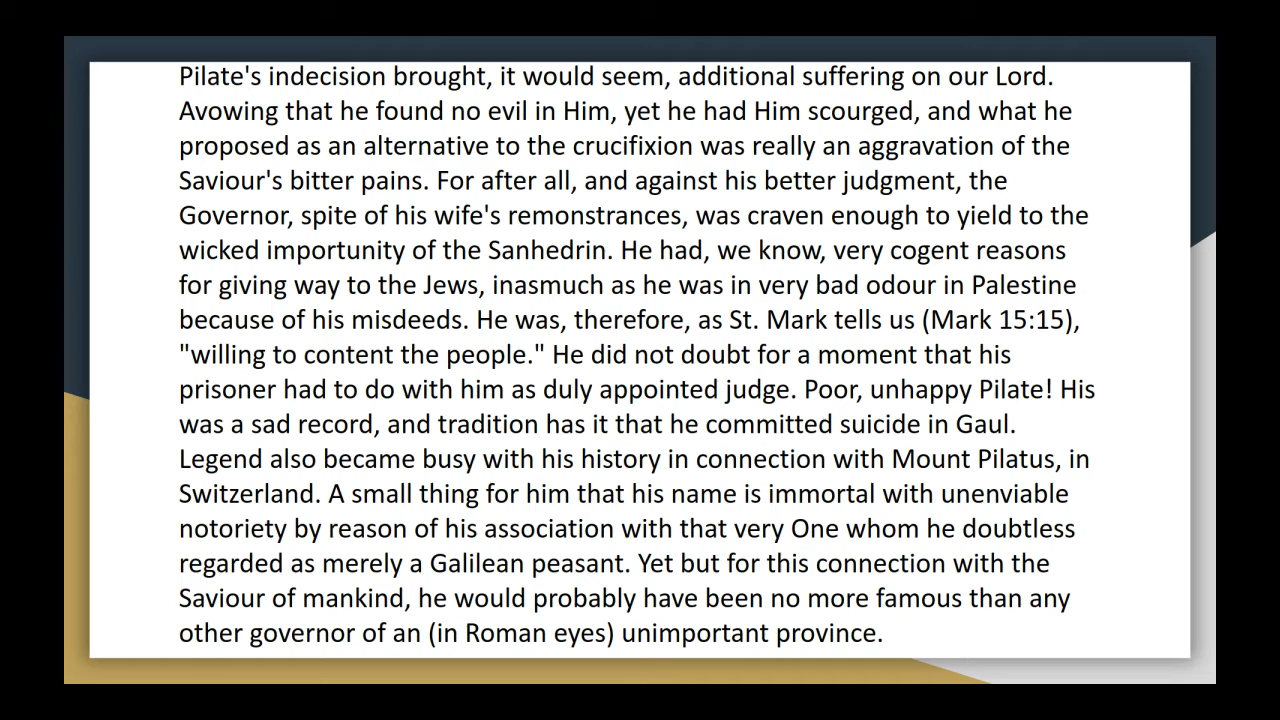 Pilate's indecision brought, it would seem, additional suffering on our Lord.
Avowing that he found no evil in Him, yet he had Him scourged, and what he
proposed as an alternative to the crucifixion was really an aggravation of the
Saviour's bitter pains. For after all, and against his better judgment, the
Governor, spite of his wife's remonstrances, was craven enough to yield to the
wicked importunity of the Sanhedrin. He had, we know, very cogent reasons
for giving way to the Jews, inasmuch as he was in very bad odour in Palestine
because of his misdeeds. He was, therefore, as St. Mark tells us (Mark 15:15),
"willing to content the people." He did not doubt for a moment that his
prisoner had to do with him as duly appointed judge. Poor, unhappy Pilate! His
was a sad record, and tradition has it that he committed suicide in Gaul.
Legend also became busy with his history in connection with Mount Pilatus, in
Switzerland. A small thing for him that his name is immortal with unenviable
notoriety by reason of his association with that very One whom he doubtless
regarded as merely a Galilean peasant. Yet but for this connection with the
Saviour of mankind, he would probably have been no more famous than any
other governor of an (in Roman eyes) unimportant province.